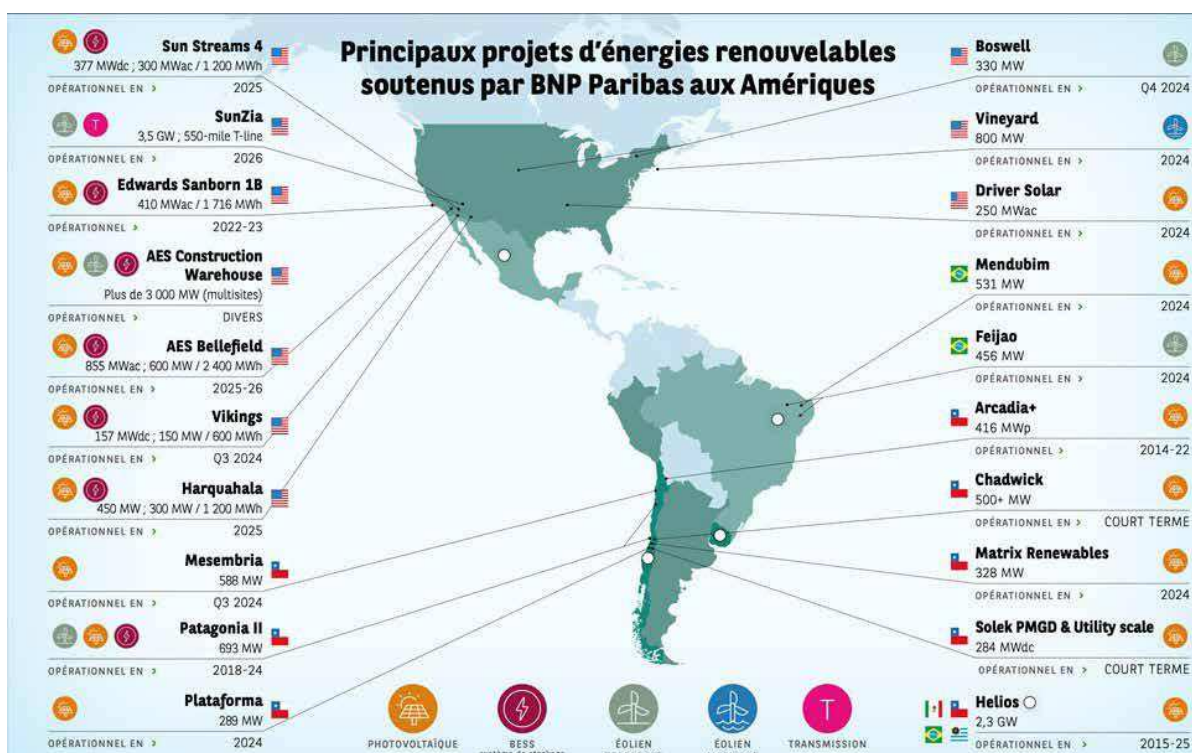 Principaux projets d’énergies renouvelables
soutenus par BNP Paribas aux Amériques
Sun Streams 4
377 MWdc ; 300 MWac / 1 200 MWh
OPÉRATIONNEL EN > 2025
SunZia
3,5 GW ; 550-mile T-line
OPÉRATIONNEL EN > 2026
Edwards Sanborn 1B
410 MWac / 1 716 MWh
OPÉRATIONNEL > 2022-23
AES Construction
Warehouse
Plus de 3 000 MW (multisites)
OPÉRATIONNEL > DIVERS
AES Bellefield
855 MWac ; 600 MW / 2 400 MWh
OPÉRATIONNEL EN > 2025-26
Vikings
157 MWdc ; 150 MW / 600 MWh
OPÉRATIONNEL EN > Q3 2024
Harquahala
450 MW ; 300 MW / 1 200 MWh
OPÉRATIONNEL EN > 2025
Mesembria
588 MW
OPÉRATIONNEL EN > Q3 2024
Patagonia II
693 MW
OPÉRATIONNEL EN > 2018-24
Plataforma
289 MW
OPÉRATIONNEL EN > 2024
Boswell
330 MW
OPÉRATIONNEL EN > Q4 2024
Vineyard
800 MW
OPÉRATIONNEL EN > 2024
Driver Solar
250 MWac
OPÉRATIONNEL EN > 2024
Mendubim
531 MW
OPÉRATIONNEL EN > 2024
Feijao
456 MW
OPÉRATIONNEL EN > 2024
Arcadia+
416 MWp
OPÉRATIONNEL > 2014-22
Chadwick
500+ MW
OPÉRATIONNEL EN > COURT TERME
Matrix Renewables
328 MW
OPÉRATIONNEL EN > 2024
Solek PMGD & Utility scale
284 MWdc
OPÉRATIONNEL EN > COURT TERME
Helios
2,3 GW
OPÉRATIONNEL EN > 2015-25
T
T
PHOTOVOLTAÏQUE
BESS
ÉOLIEN
ÉOLIEN
TRANSMISSION